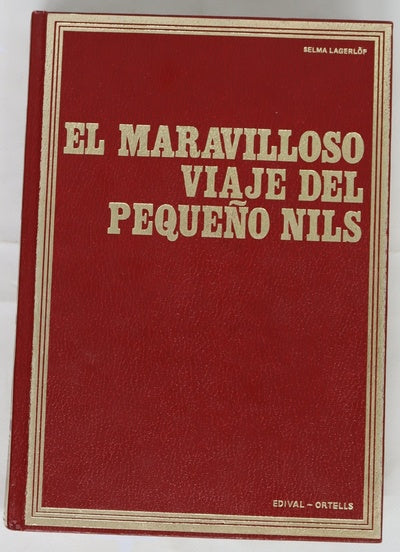 SELMA LAGERLÖF
EL MARAVILLOSO
VIAJE DEL
PEQUEÑO NILS
EDIVAL – ORTELLS